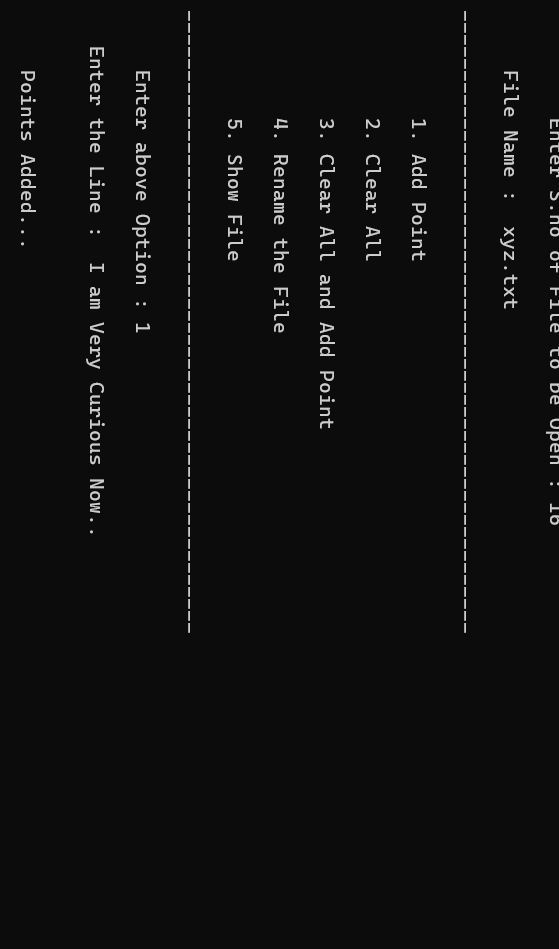 Enter S.no of File to be Open : 16
File Name :  xyz.txt
--------------------------------------------------
1. Add Point
2. Clear All
3. Clear All and Add Point
4. Rename the File
5. Show File
--------------------------------------------------
Enter above Option : 1
Enter the Line :  I am Very Curious Now..
Points Added...